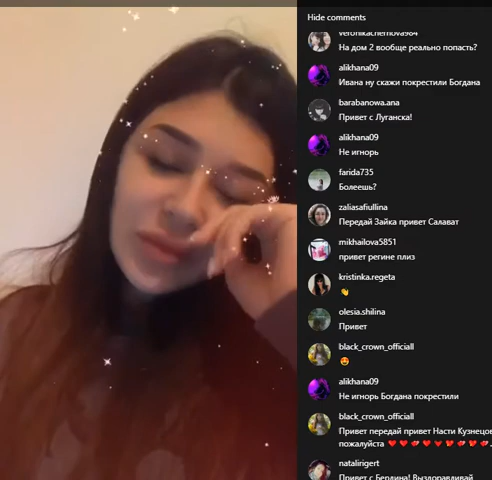 Hide comments
veronikachernova984
На дом 2 вообще реально попасть?
alikhana09
Ивана ну скажи покрестили Богдана
barabanowa.ana
Привет с Луганска!
alikhana09
Не игнорь
farida735
Болеешь?
zaliasafiullina
Передай Зайка привет Салават
mikhailova5851
привет регине плиз
kristinka.regeta
👋
olesia.shilina
Привет
black_crown_officiall
😍
alikhana09
Не игнорь Богдана покрестили
black_crown_officiall
Привет передай привет Насти Кузнецов
пожалуйста
natalirigert
Привет с Бердина! Выздоравливай